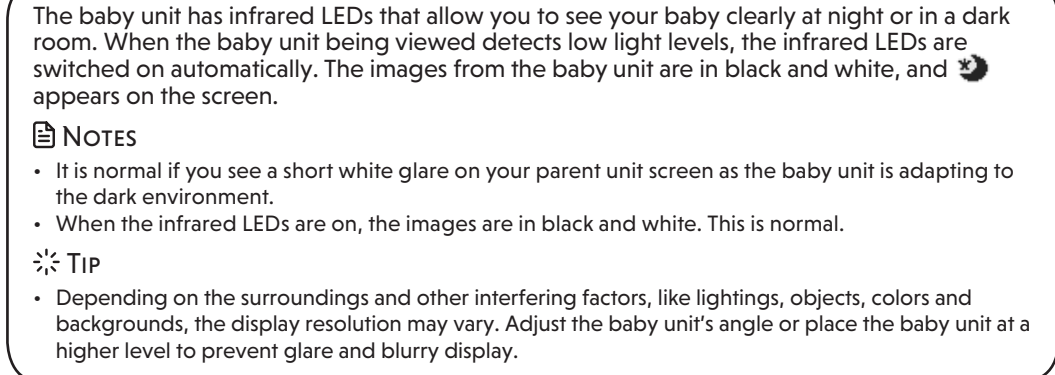 The baby unit has infrared LEDs that allow you to see your baby clearly at night or in a dark
room. When the baby unit being viewed detects low light levels, the infrared LEDs are
switched on automatically. The images from the baby unit are in black and white, and
appears on the screen.
NOTES
• It is normal if you see a short white glare on your parent unit screen as the baby unit is adapting to
the dark environment.
• When the infrared LEDs are on, the images are in black and white. This is normal.
TIP
• Depending on the surroundings and other interfering factors, like lightings, objects, colors and
backgrounds, the display resolution may vary. Adjust the baby unit's angle or place the baby unit at a
higher level to prevent glare and blurry display.